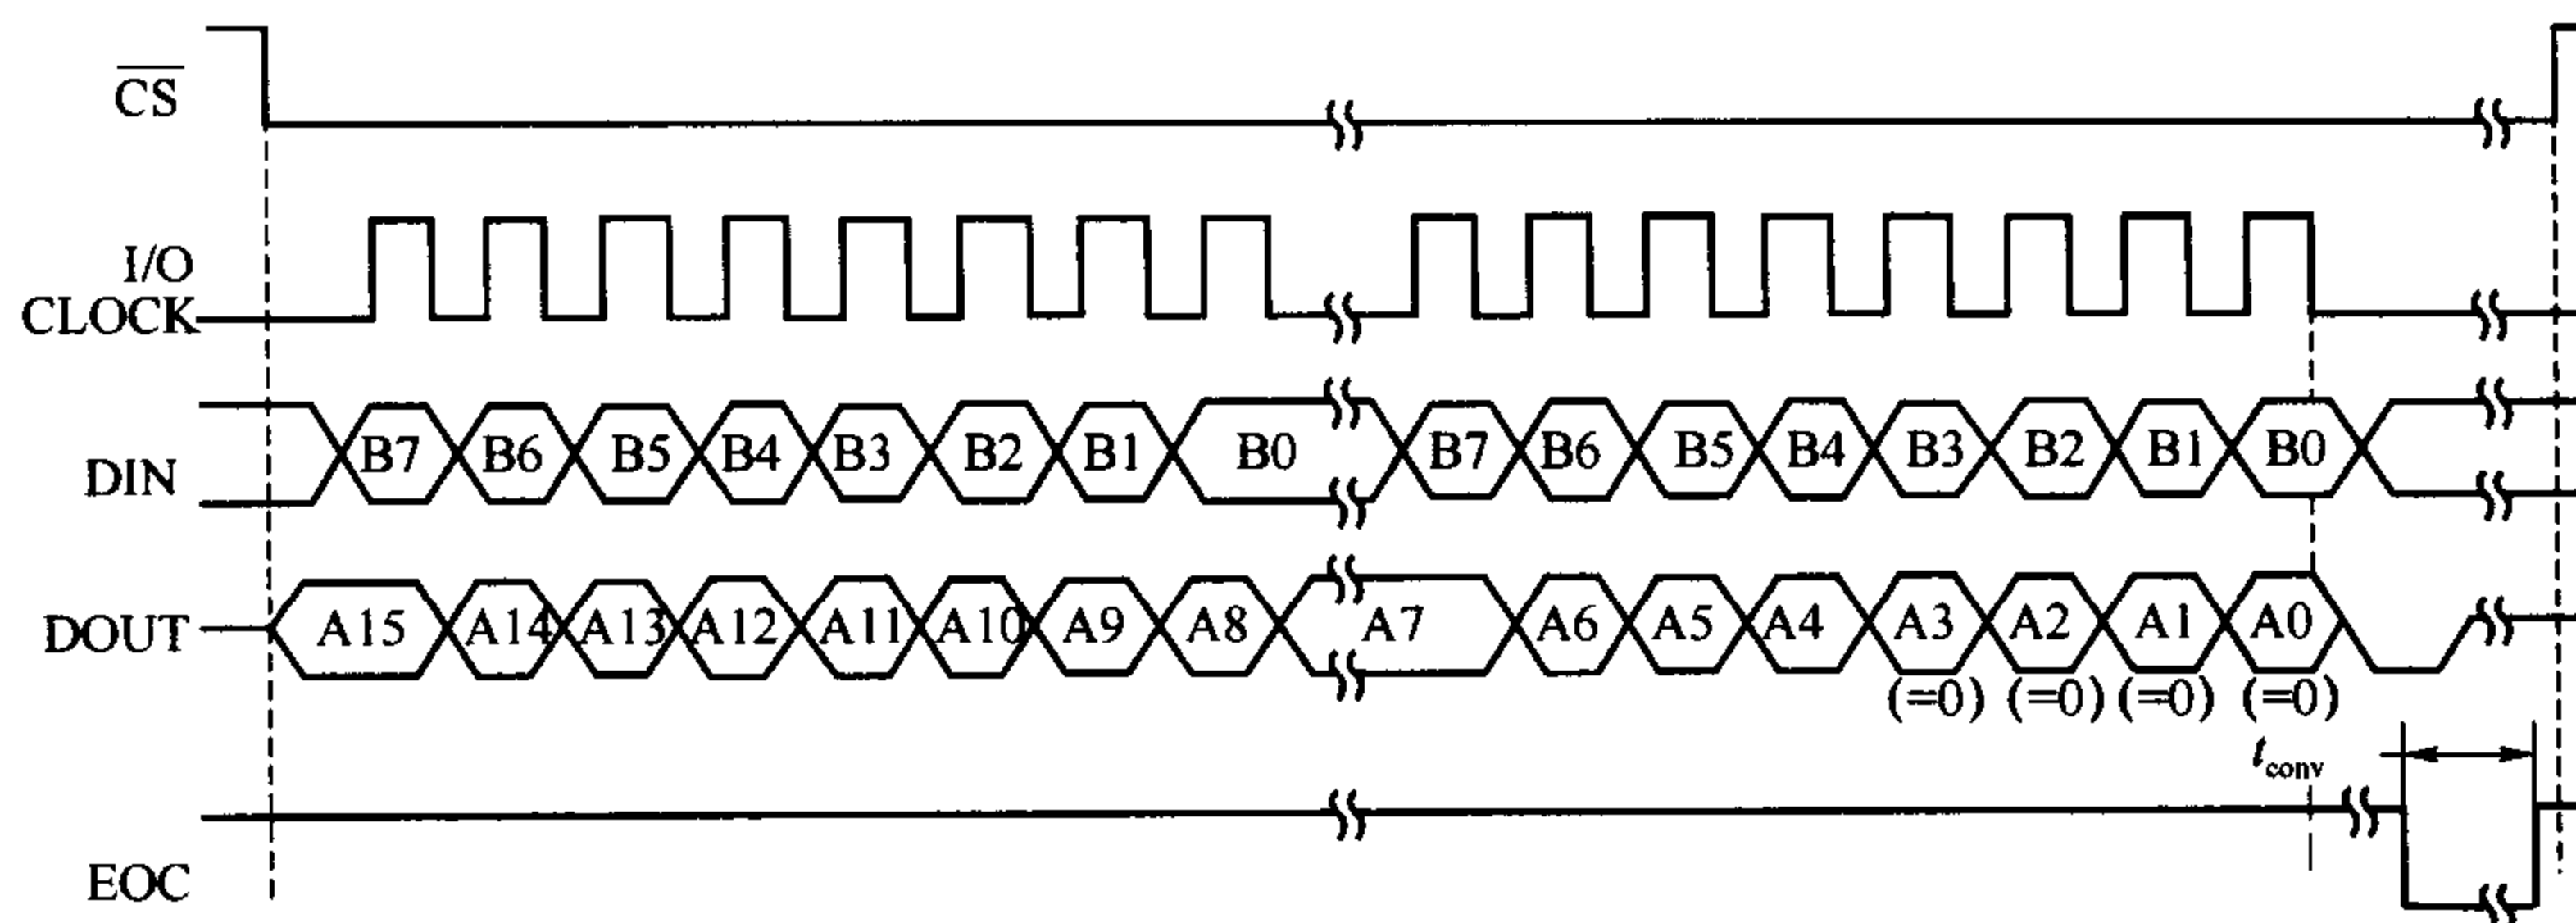 C̅S̅
I/O
CLOCK
DIN
B7 B6 B5 B4 B3 B2 B1 B0 B7 B6 B5 B4 B3 B2 B1 B0
DOUT
A15 A14 A13 A12 A11 A10 A9 A8 A7 A6 A5 A4 A3 A2 A1 A0
(=0) (=0) (=0) (=0)
tconv
EOC